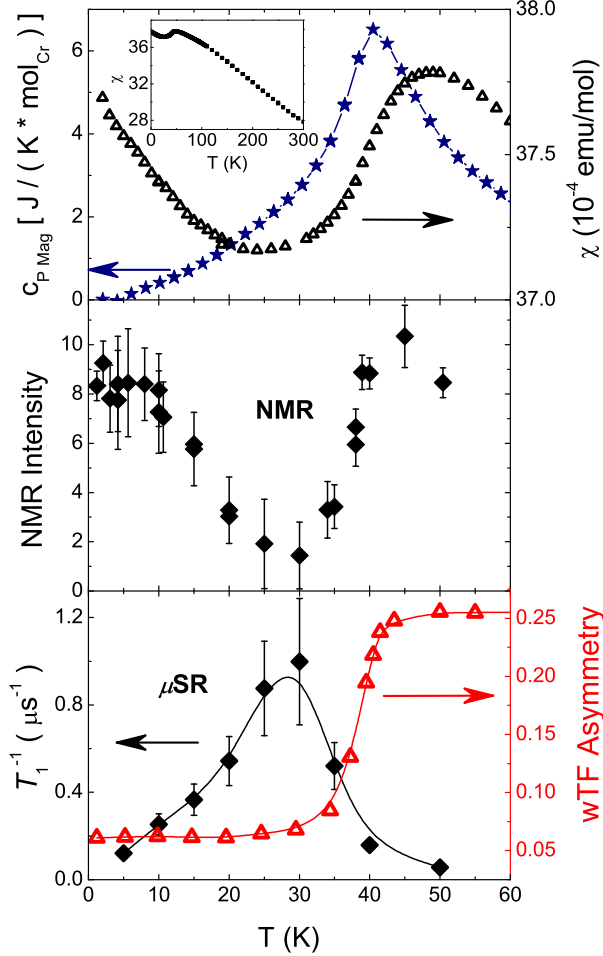 c_P Mag [ J / ( K * mol_Cr ) ]
6
4
2
0
χ
36
32
28
0 100 200 300
T (K)
38.0
37.5
37.0
χ (10^-4 emu/mol)
NMR Intensity
10
8
6
4
2
0
NMR
T_1^-1 ( μs^-1 )
1.2
0.8
0.4
0.0
μSR
0.25
0.20
0.15
0.10
0.05
wTF Asymmetry
0 10 20 30 40 50 60
T (K)